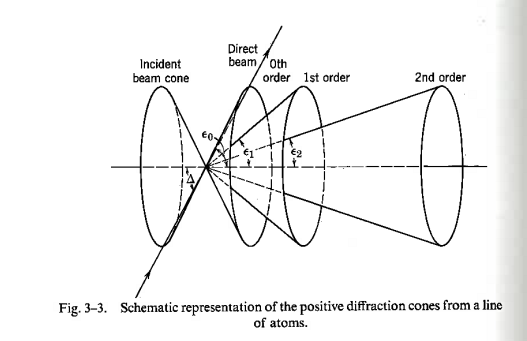 Direct
beam
Incident
beam cone
0th
order
1st order
2nd order
ϵ0
ϵ1
ϵ2
Δ
Fig. 3–3. Schematic representation of the positive diffraction cones from a line
of atoms.